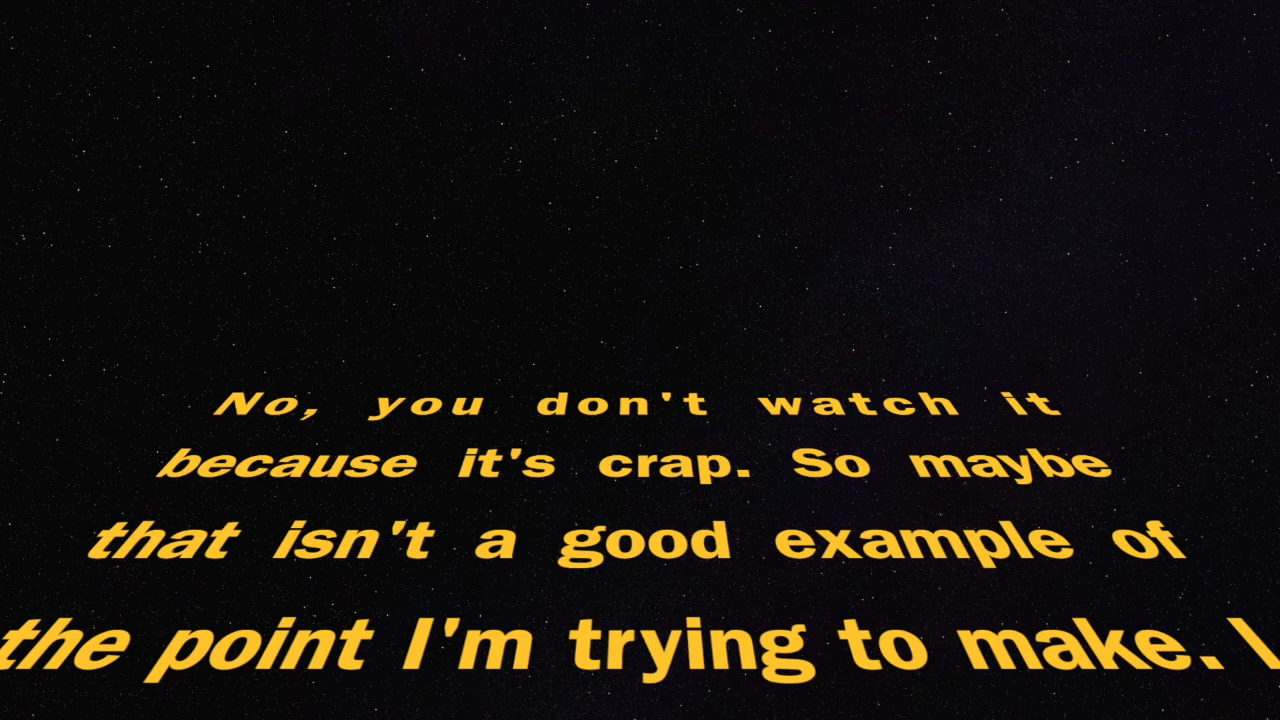 No, you don't watch it
because it's crap. So maybe
that isn't a good example of
the point I'm trying to make.